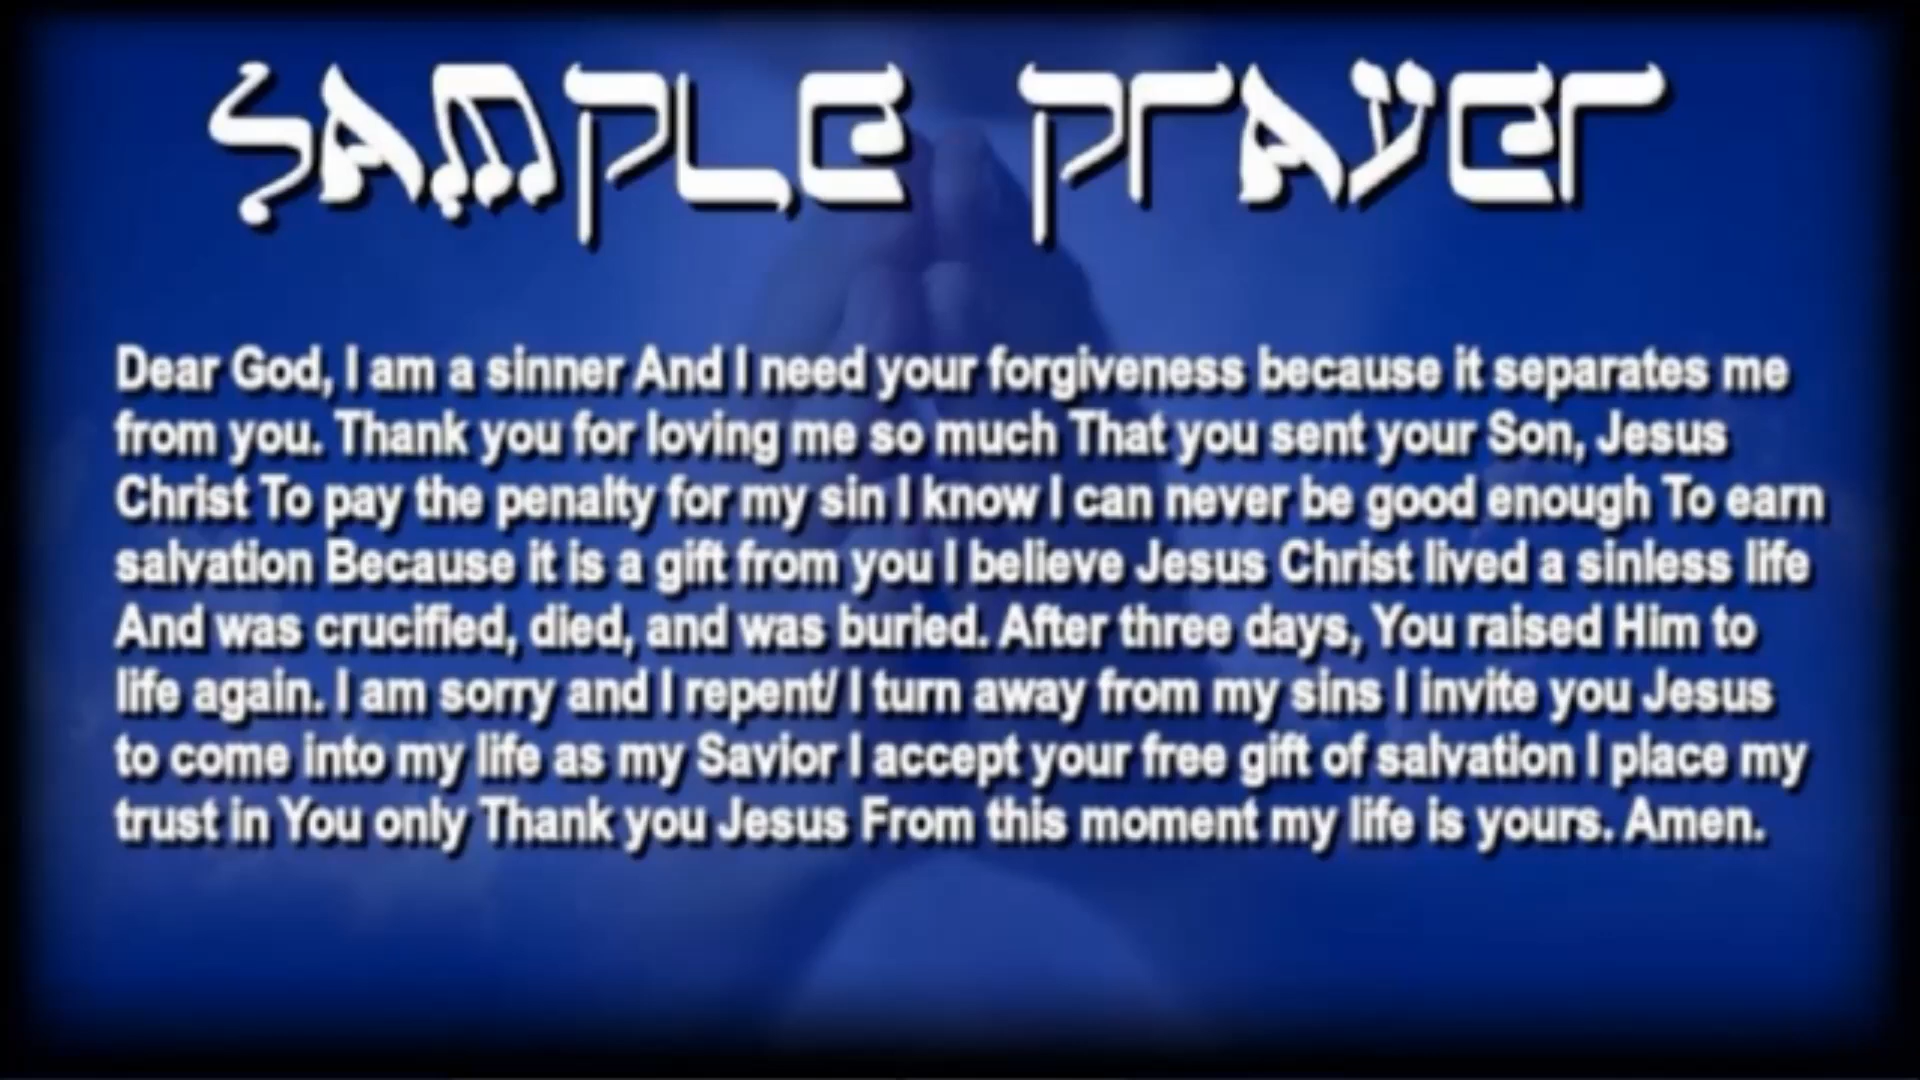 SAMPLE PRAYER
Dear God, I am a sinner And I need your forgiveness because it separates me
from you. Thank you for loving me so much That you sent your Son, Jesus
Christ To pay the penalty for my sin I know I can never be good enough To earn
salvation Because it is a gift from you I believe Jesus Christ lived a sinless life
And was crucified, died, and was buried. After three days, You raised Him to
life again. I am sorry and I repent/ I turn away from my sins I invite you Jesus
to come into my life as my Savior I accept your free gift of salvation I place my
trust in You only Thank you Jesus From this moment my life is yours. Amen.